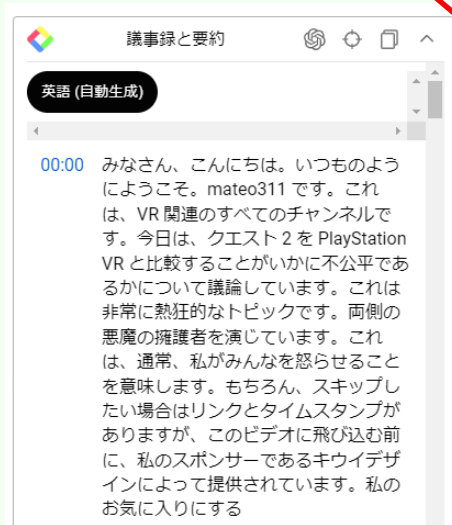 議事録と要約
英語 (自動生成)
00:00 みなさん、こんにちは。いつものよう
にようこそ。mateo311 です。これ
は、VR 関連のすべてのチャンネルで
す。今日は、クエスト 2 を PlayStation
VR と比較することがいかに不公平であ
るかについて議論しています。これは
非常に熱狂的なトピックです。両側の
悪魔の擁護者を演じています。これ
は、通常、私がみんなを怒らせること
を意味します。もちろん、スキップし
たい場合はリンクとタイムスタンプが
ありますが、このビデオに飛び込む前
に、私のスポンサーであるキウイデザ
インによって提供されています。私の
お気に入りにする